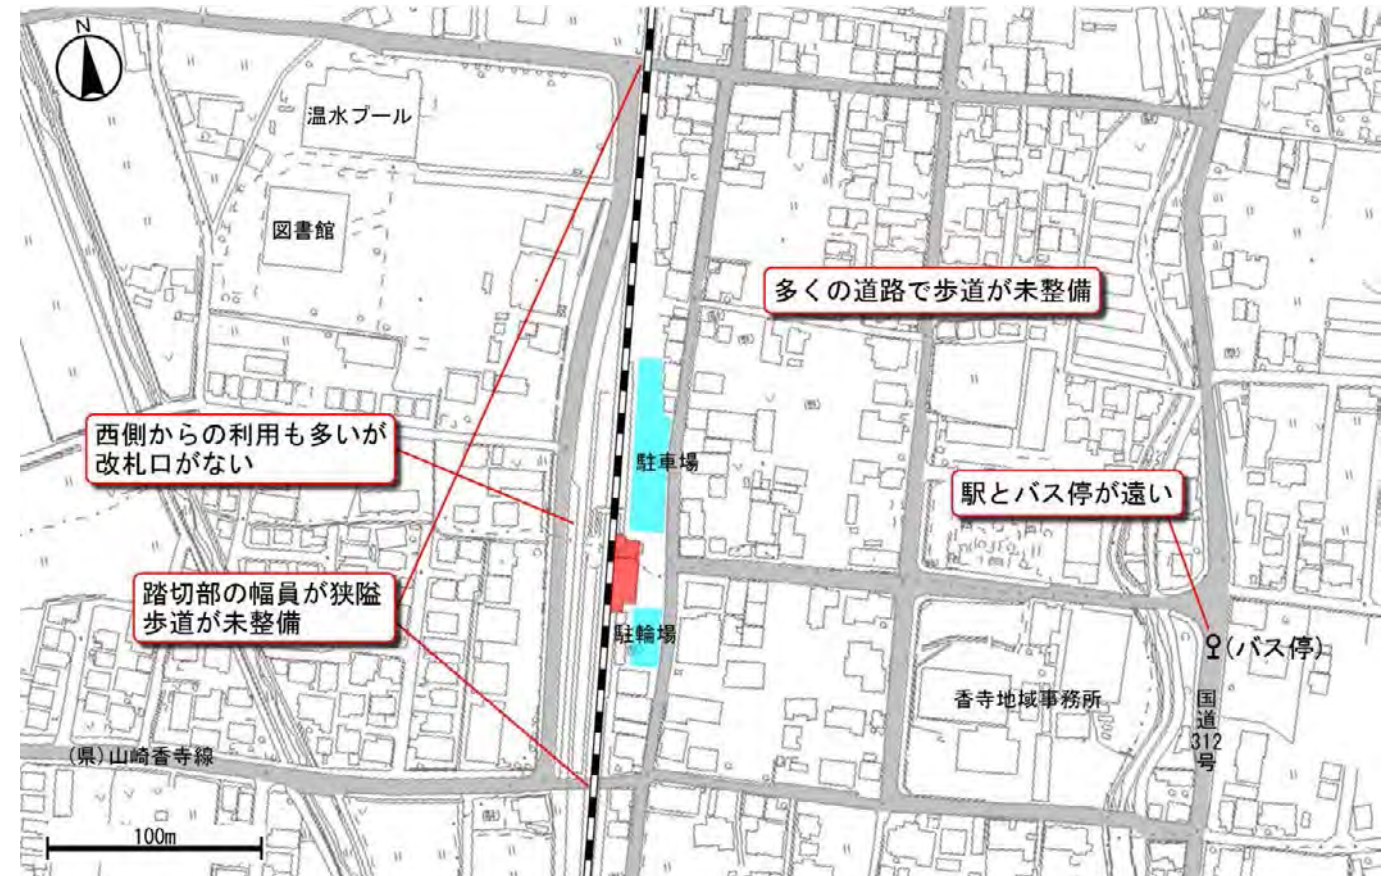 N
温水プール
図書館
多くの道路で歩道が未整備
西側からの利用も多いが
改札口がない
駐車場
駅とバス停が遠い
踏切部の幅員が狭隘
歩道が未整備
駐輪場
(バス停)
香寺地域事務所
国道312号
(県)山崎香寺線
100m